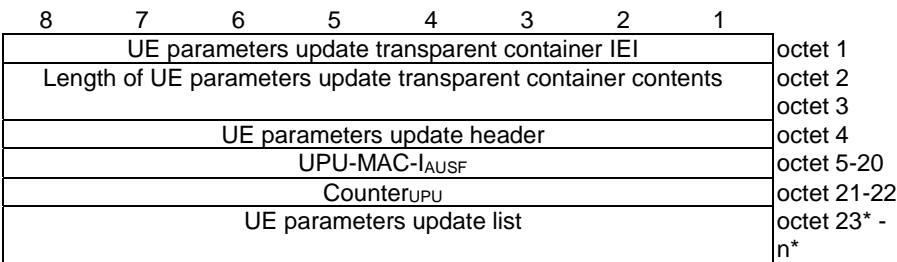 8 7 6 5 4 3 2 1
UE parameters update transparent container IEI octet 1
Length of UE parameters update transparent container contents octet 2
octet 3
UE parameters update header octet 4
UPU-MAC-IAUSF octet 5-20
CounterUPU octet 21-22
UE parameters update list octet 23* -
n*